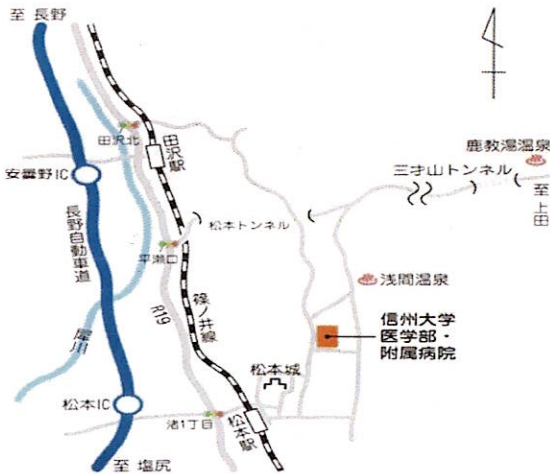 至 長野
田沢北
田沢駅
安曇野IC
鹿教湯温泉
三才山トンネル
至上田
松本トンネル
長野自動車道
平瀬口
浅間温泉
R19
篠ノ井線
犀川
信州大学
医学部・
附属病院
松本城
松本IC
渚1丁目
松本駅
至 塩尻